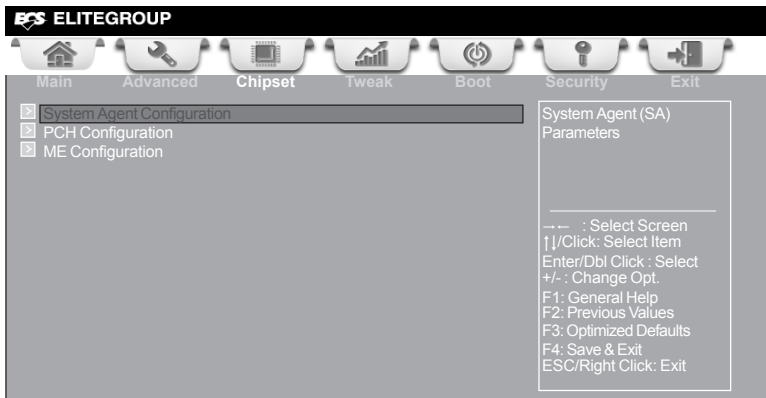 ECS ELITEGROUP
Main Advanced Chipset Tweak Boot Security Exit
System Agent Configuration
PCH Configuration
ME Configuration
System Agent (SA)
Parameters
→← : Select Screen
↑↓/Click: Select Item
Enter/Dbl Click : Select
+/- : Change Opt.
F1: General Help
F2: Previous Values
F3: Optimized Defaults
F4: Save & Exit
ESC/Right Click: Exit